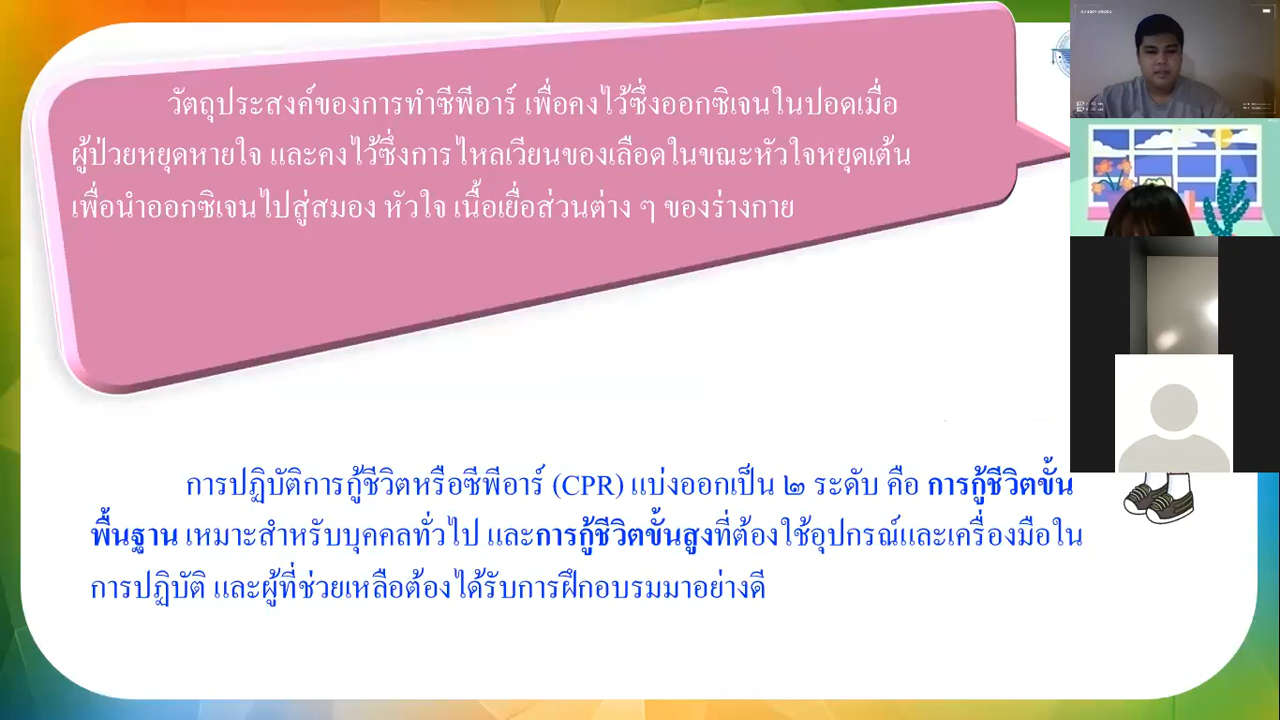 วัตถุประสงค์ของการทำซีพีอาร์ เพื่อคงไว้ซึ่งออกซิเจนในปอดเมื่อ
ผู้ป่วยหยุดหายใจ และคงไว้ซึ่งการไหลเวียนของเลือดในขณะหัวใจหยุดเต้น
เพื่อนำออกซิเจนไปสู่สมอง หัวใจ เนื้อเยื่อส่วนต่าง ๆ ของร่างกาย
การปฏิบัติการกู้ชีวิตหรือซีพีอาร์ (CPR) แบ่งออกเป็น ๒ ระดับ คือ การกู้ชีวิตขั้น
พื้นฐาน เหมาะสำหรับบุคคลทั่วไป และการกู้ชีวิตขั้นสูงที่ต้องใช้อุปกรณ์และเครื่องมือใน
การปฏิบัติ และผู้ที่ช่วยเหลือต้องได้รับการฝึกอบรมมาอย่างดี